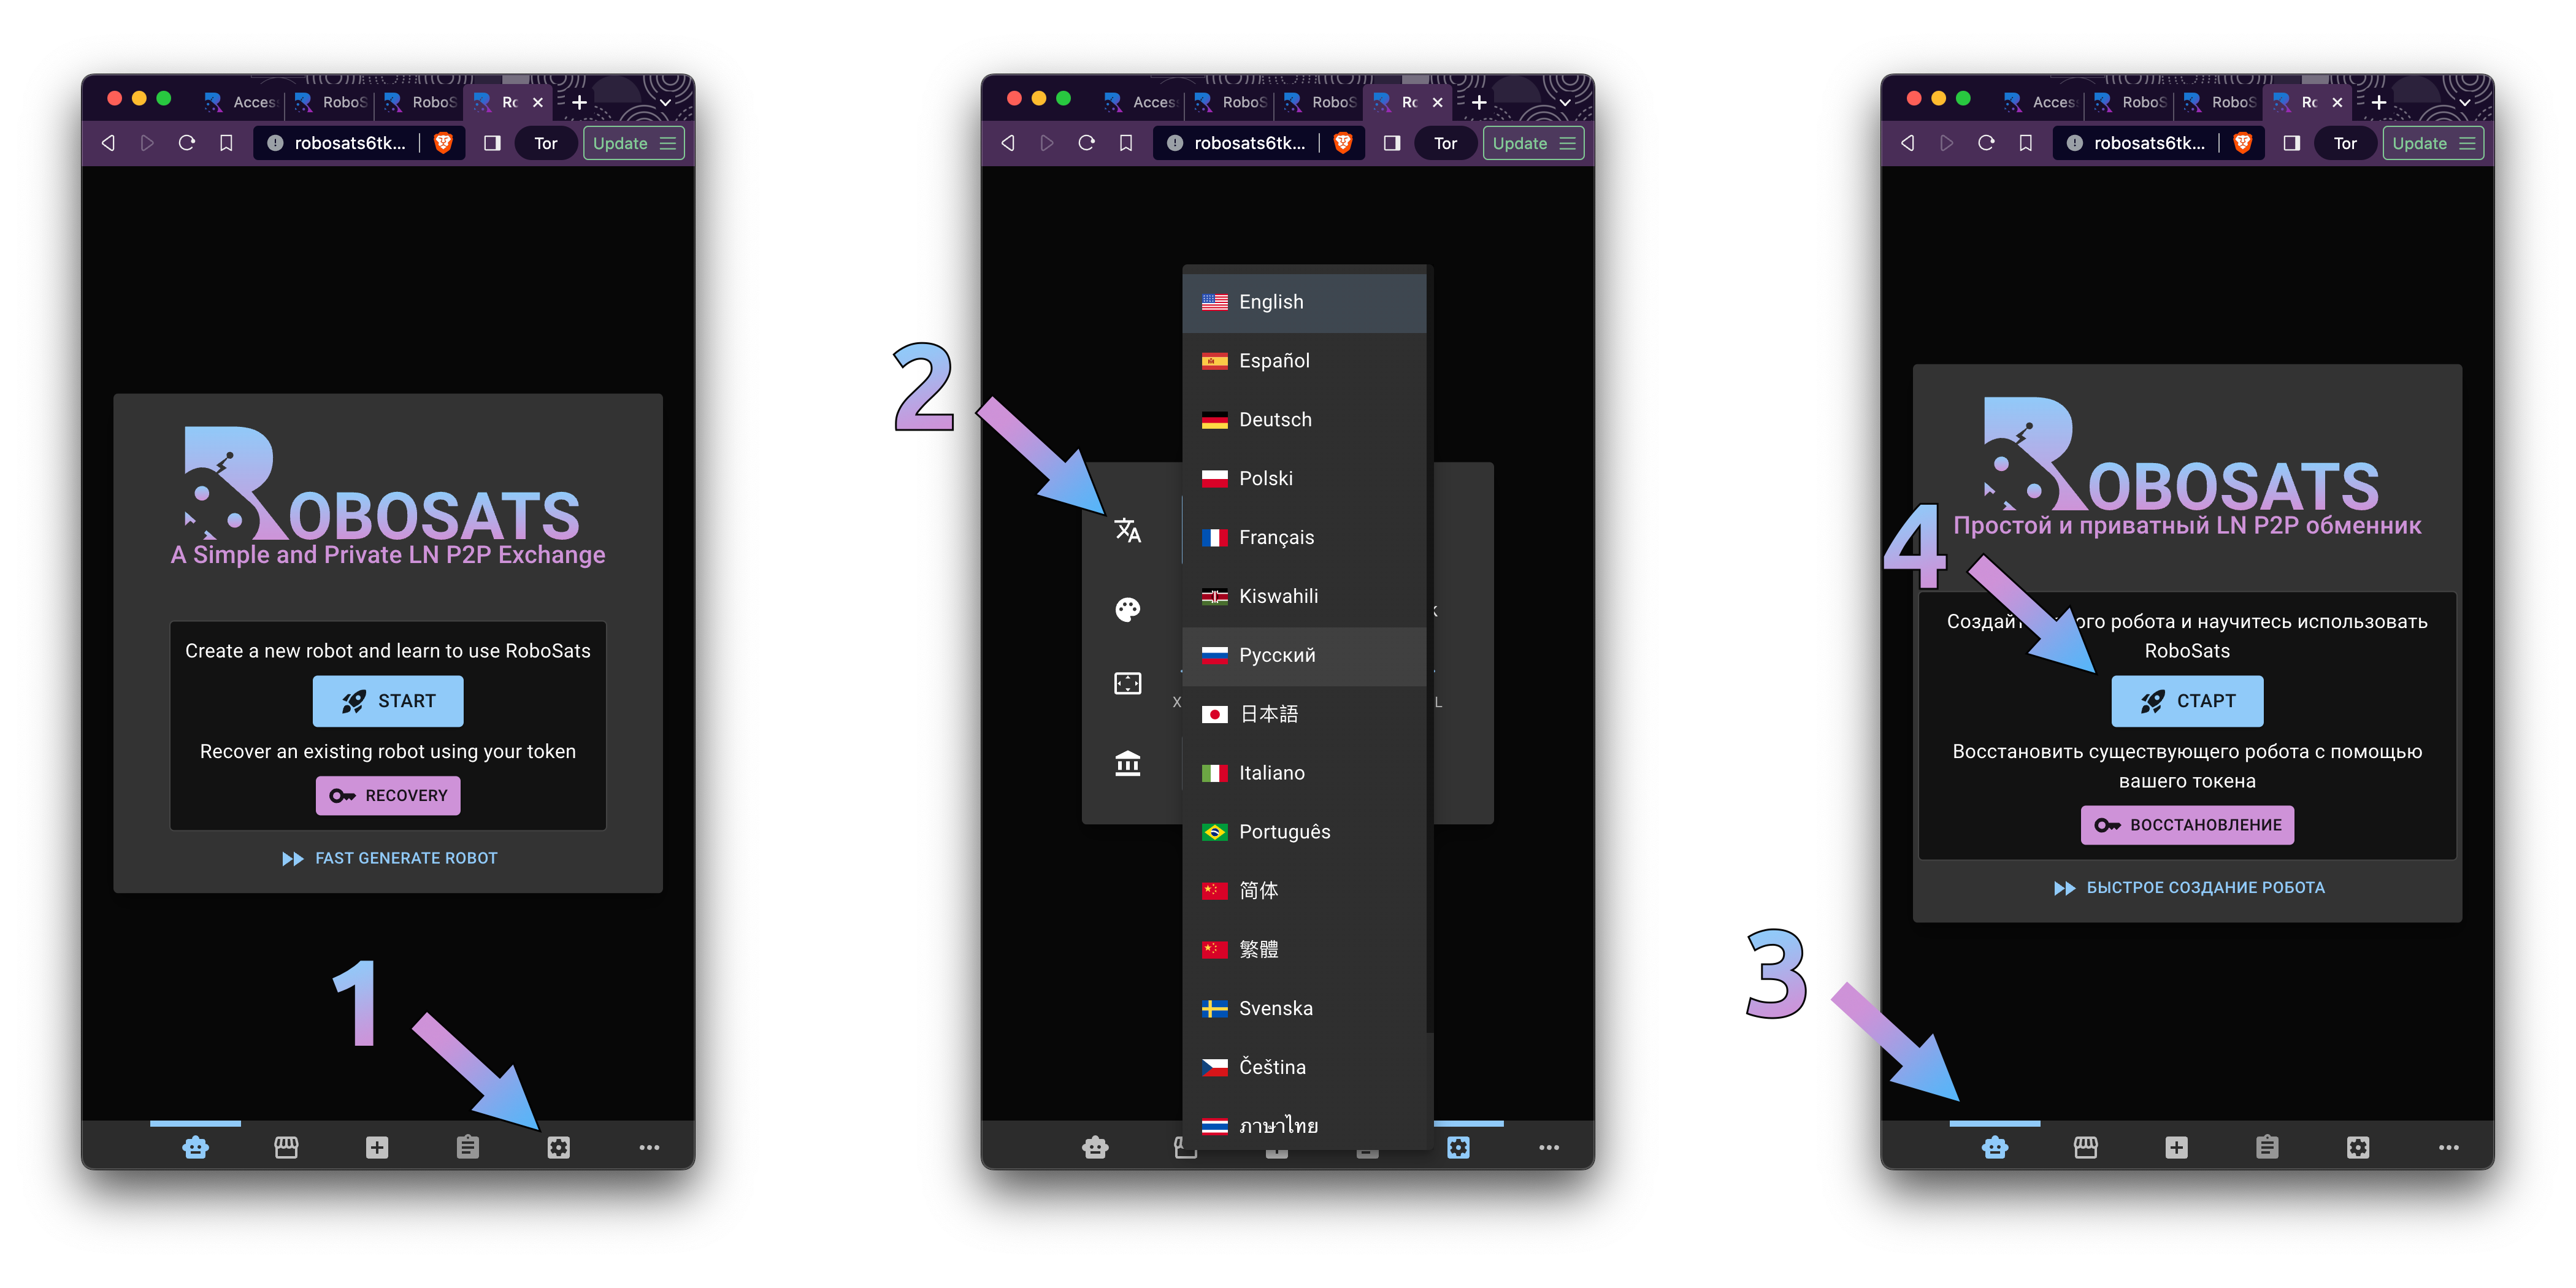 Acces
RoboS
RoboS
Rc
robosats6tk...
Tor
Update
ROBOSATS
A Simple and Private LN P2P Exchange
Create a new robot and learn to use RoboSats
START
Recover an existing robot using your token
RECOVERY
FAST GENERATE ROBOT
1
Acces
RoboS
RoboS
Rc
robosats6tk...
Tor
Update
2
English
Español
Deutsch
Polski
Français
Kiswahili
Русский
日本語
Italiano
Português
简体
繁體
Svenska
Čeština
ภาษาไทย
X
L
Acces
RoboS
RoboS
Rc
robosats6tk...
Tor
Update
ROBOSATS
Простой и приватный LN P2P обменник
4
робота и научитесь использовать
RoboSats
СТАРТ
Восстановить существующего робота с помощью
вашего токена
ВОССТАНОВЛЕНИЕ
БЫСТРОЕ СОЗДАНИЕ РОБОТА
3